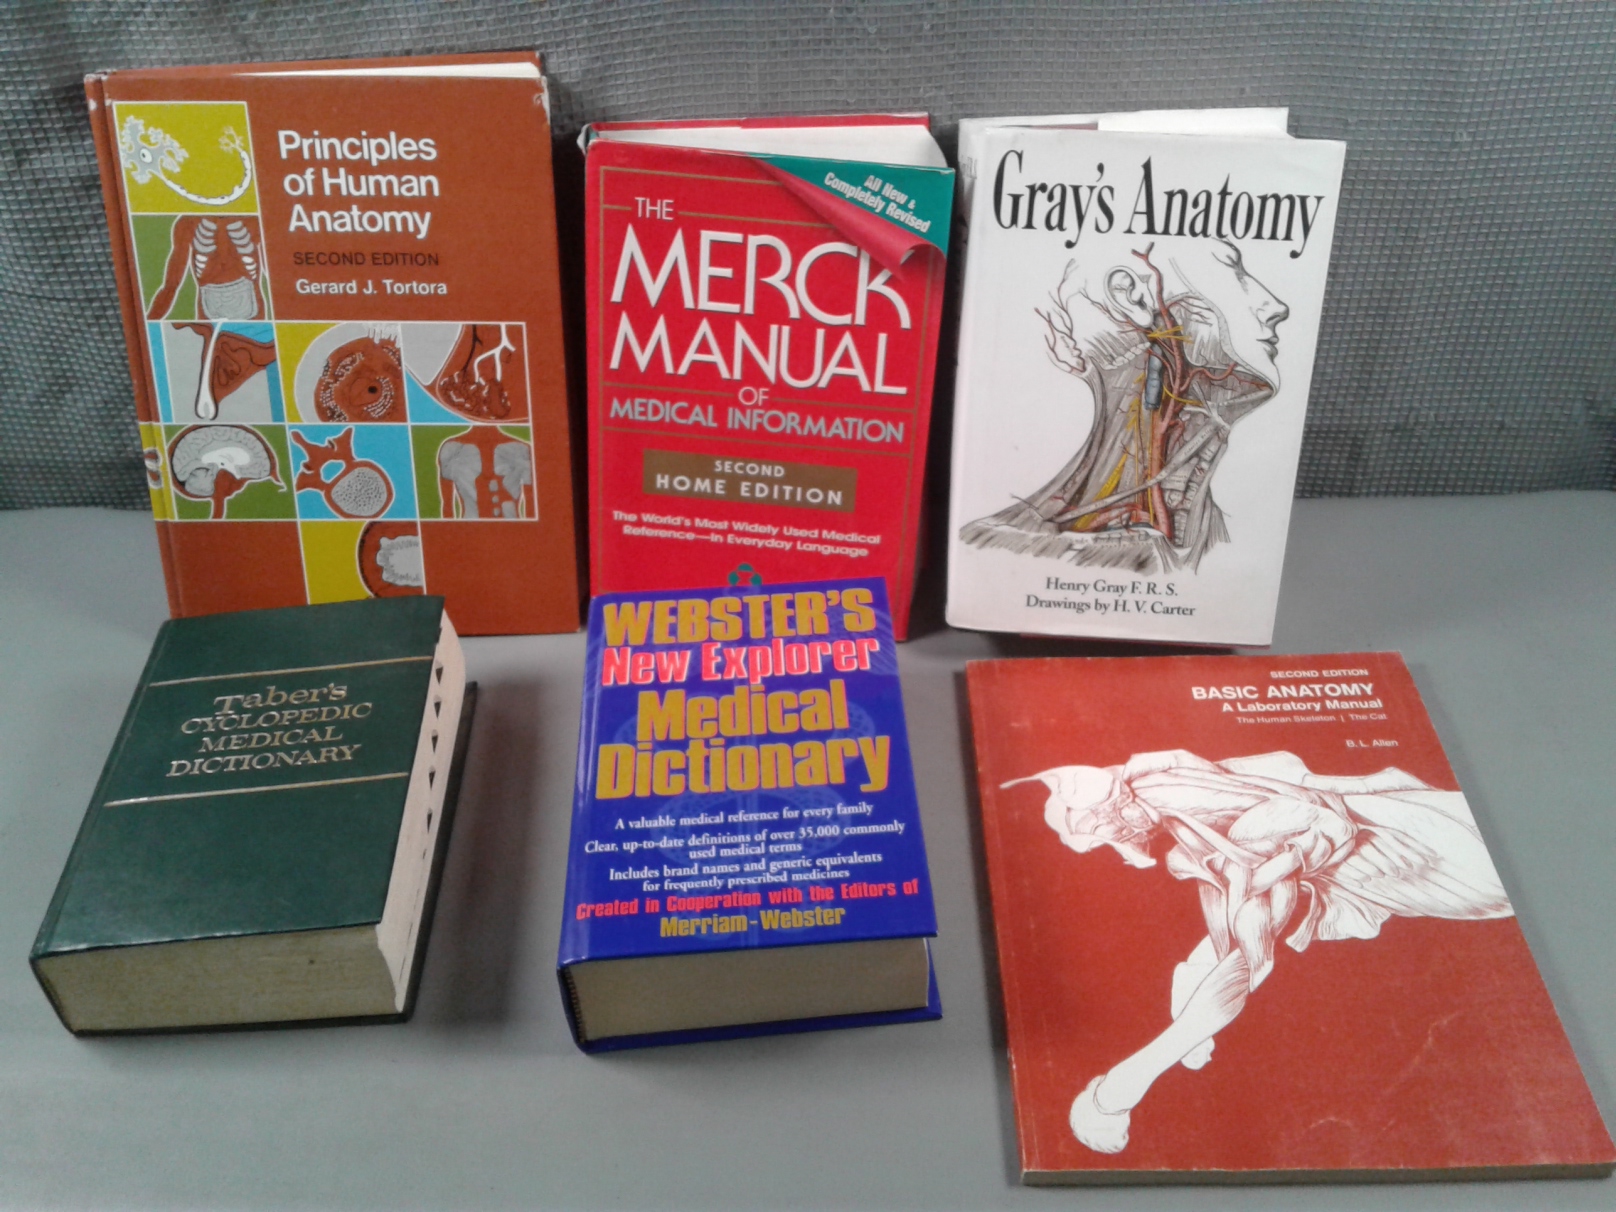 Principles
of Human
Anatomy
SECOND EDITION
Gerard J. Tortora
All New &
Completely Revised
THE
MERCK
MANUAL
OF
MEDICAL INFORMATION
SECOND
HOME EDITION
The World's Most Widely Used Medical
Reference—In Everyday Language
Gray's Anatomy
Henry Gray F. R. S.
Drawings by H. V. Carter
Taber's
CYCLOPEDIC
MEDICAL
DICTIONARY
WEBSTER'S
New Explorer
Medical
Dictionary
A valuable medical reference for every family
Clear, up-to-date definitions of over 35,000 commonly
used medical terms
Includes brand names and generic equivalents
for frequently prescribed medicines
Created in Cooperation with the Editors of
Merriam-Webster
SECOND EDITION
BASIC ANATOMY
A Laboratory Manual
The Human Skeleton | The Cat
B. L. Allen